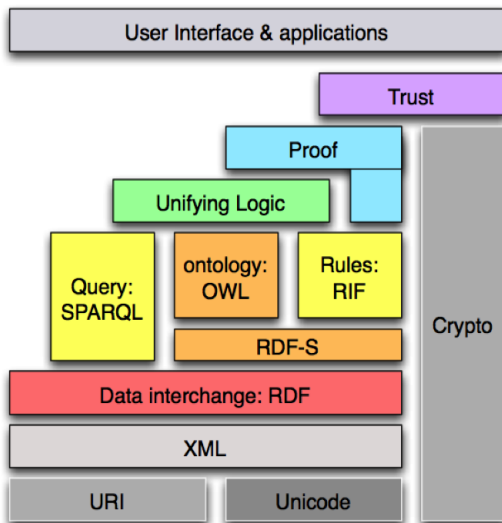 User Interface & applications
Trust
Proof
Unifying Logic
Query:
SPARQL
ontology:
OWL
Rules:
RIF
Crypto
RDF-S
Data interchange: RDF
XML
URI
Unicode